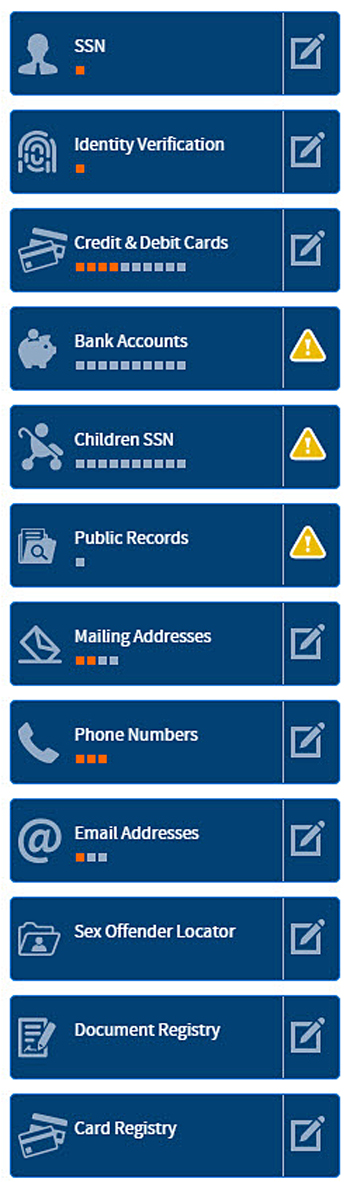 SSN
Identity Verification
Credit & Debit Cards
Bank Accounts
Children SSN
Public Records
Mailing Addresses
Phone Numbers
Email Addresses
Sex Offender Locator
Document Registry
Card Registry